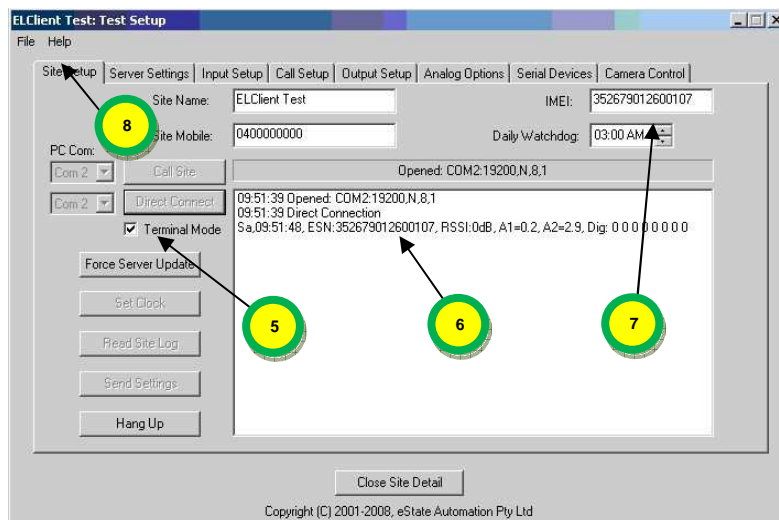 ELClient Test: Test Setup
File Help
Site Setup Server Settings Input Setup Call Setup Output Setup Analog Options Serial Devices Camera Control
Site Name: ELClient Test IMEI: 352679012600107
8 Site Mobile: 0400000000 Daily Watchdog: 03:00 AM
PC Com:
Com 2 Call Site Opened: COM2:19200,N,8,1
Com 2 Direct Connect
09:51:39 Opened: COM2:19200,N,8,1
09:51:39 Direct Connection
Terminal Mode
Sa,09:51:48, ESN:352679012600107, RSSI:0dB, A1=0.2, A2=2.9, Dig: 0 0 0 0 0 0 0 0
Force Server Update
Set Clock
5 6 7
Read Site Log
Send Settings
Hang Up
Close Site Detail
Copyright (C) 2001-2008, eState Automation Pty Ltd